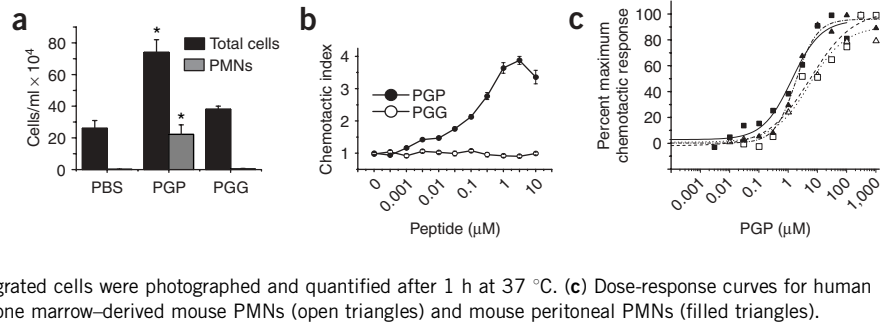 a
Cells/ml × 10⁴
80
60
40
20
0
*
*
Total cells
PMNs
PBS
PGP
PGG
b
Chemotactic index
4
3
2
1
PGP
PGG
0
0.001
0.01
0.1
1
10
Peptide (μM)
c
Percent maximum
chemotactic response
100
80
60
40
20
0
0.001
0.01
0.1
1
10
100
1,000
PGP (μM)
grated cells were photographed and quantified after 1 h at 37 °C. (c) Dose-response curves for human
one marrow–derived mouse PMNs (open triangles) and mouse peritoneal PMNs (filled triangles).